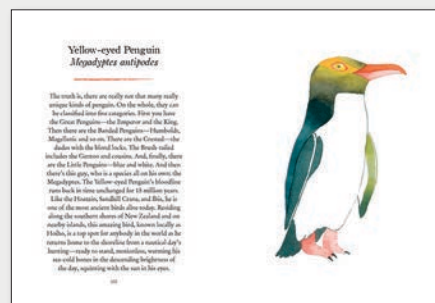 Yellow-eyed Penguin
Megadyptes antipodes
The truth is, there are really not that many really
unique kinds of penguin. On the whole, they can
be classified into five categories. First you have
the Great Penguins—the Emperor and the King.
Then there are the Banded Penguins—Humbolds,
Magellanic and so on. There are the Crested—the
dudes with the blond locks. The Brush-tailed
includes the Gentoo and cousins. And, finally, there
are the Little Penguins—blue and white. And then
there's this guy, who is a species all on his own: the
Megadyptes. The Yellow-eyed Penguin's bloodline
runs back in time unchanged for 15 million years.
Like the Hoatzin, Sandhill Crane, and Ibis, he is
one of the most ancient birds alive today. Residing
along the southern shores of New Zealand and on
nearby islands, this amazing bird, known locally as
Hoiho, is a top spot for anybody in the world as he
returns home to the shoreline from a nautical day's
hunting—ready to stand, motionless, warming his
sea-cold bones in the descending brightness of
the day, squinting with the sun in his eyes.